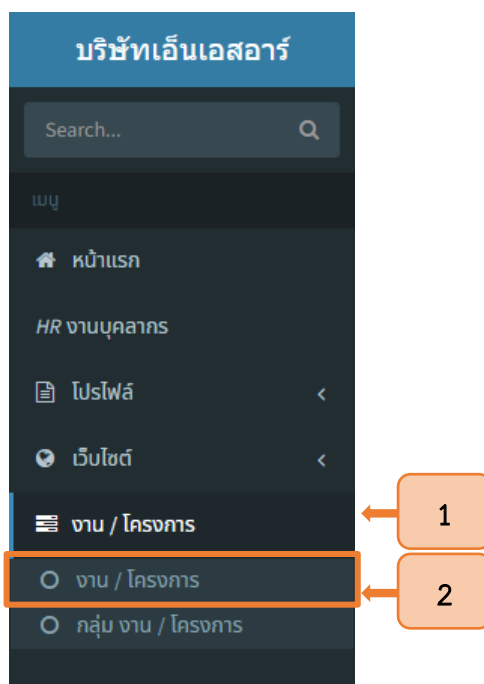 บริษัทเอ็นเอสอาร์
Search...
เมนู
หน้าแรก
HR งานบุคลากร
โปรไฟล์
เว็บไซต์
งาน / โครงการ
1
งาน / โครงการ
2
กลุ่ม งาน / โครงการ